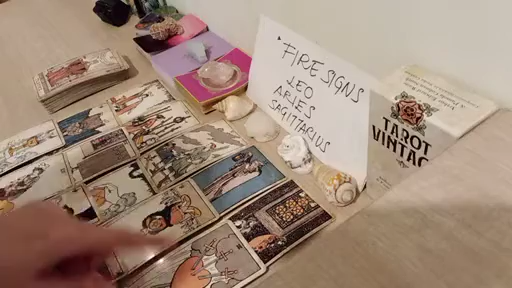 FIRE SIGNS
LEO
ARIES
SAGITTARIUS
TAROT
VINTAG